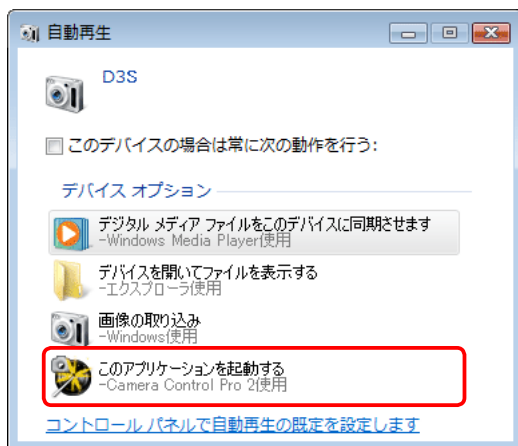 自動再生
D3S
このデバイスの場合は常に次の動作を行う:
デバイス オプション
デジタル メディア ファイルをこのデバイスに同期させます
-Windows Media Player使用
デバイスを開いてファイルを表示する
-エクスプローラ使用
画像の取り込み
-Windows使用
このアプリケーションを起動する
-Camera Control Pro 2使用
コントロール パネルで自動再生の既定を設定します